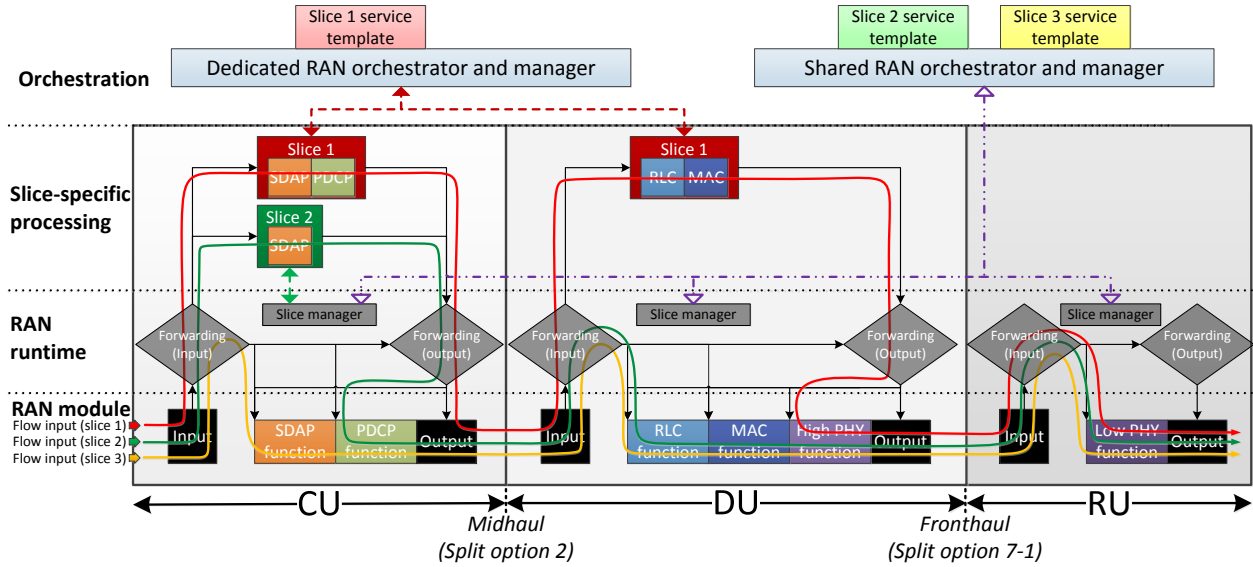 Slice 1 service
template
Slice 2 service
template
Slice 3 service
template
Orchestration
Dedicated RAN orchestrator and manager
Shared RAN orchestrator and manager
Slice-specific
processing
Slice 1
SDAP
PDCP
Slice 2
SDAP
Slice 1
RLC
MAC
RAN
runtime
Forwarding
(Input)
Slice manager
Forwarding
(output)
Forwarding
(Input)
Slice manager
Forwarding
(Output)
Forwarding
(Input)
Slice manager
Forwarding
(Output)
RAN module
Flow input (slice 1)
Flow input (slice 2)
Flow input (slice 3)
Input
SDAP
function
PDCP
function
Output
Input
RLC
function
MAC
function
High PHY
function
Output
Input
Low PHY
function
Output
CU
DU
RU
Midhaul
(Split option 2)
Fronthaul
(Split option 7-1)